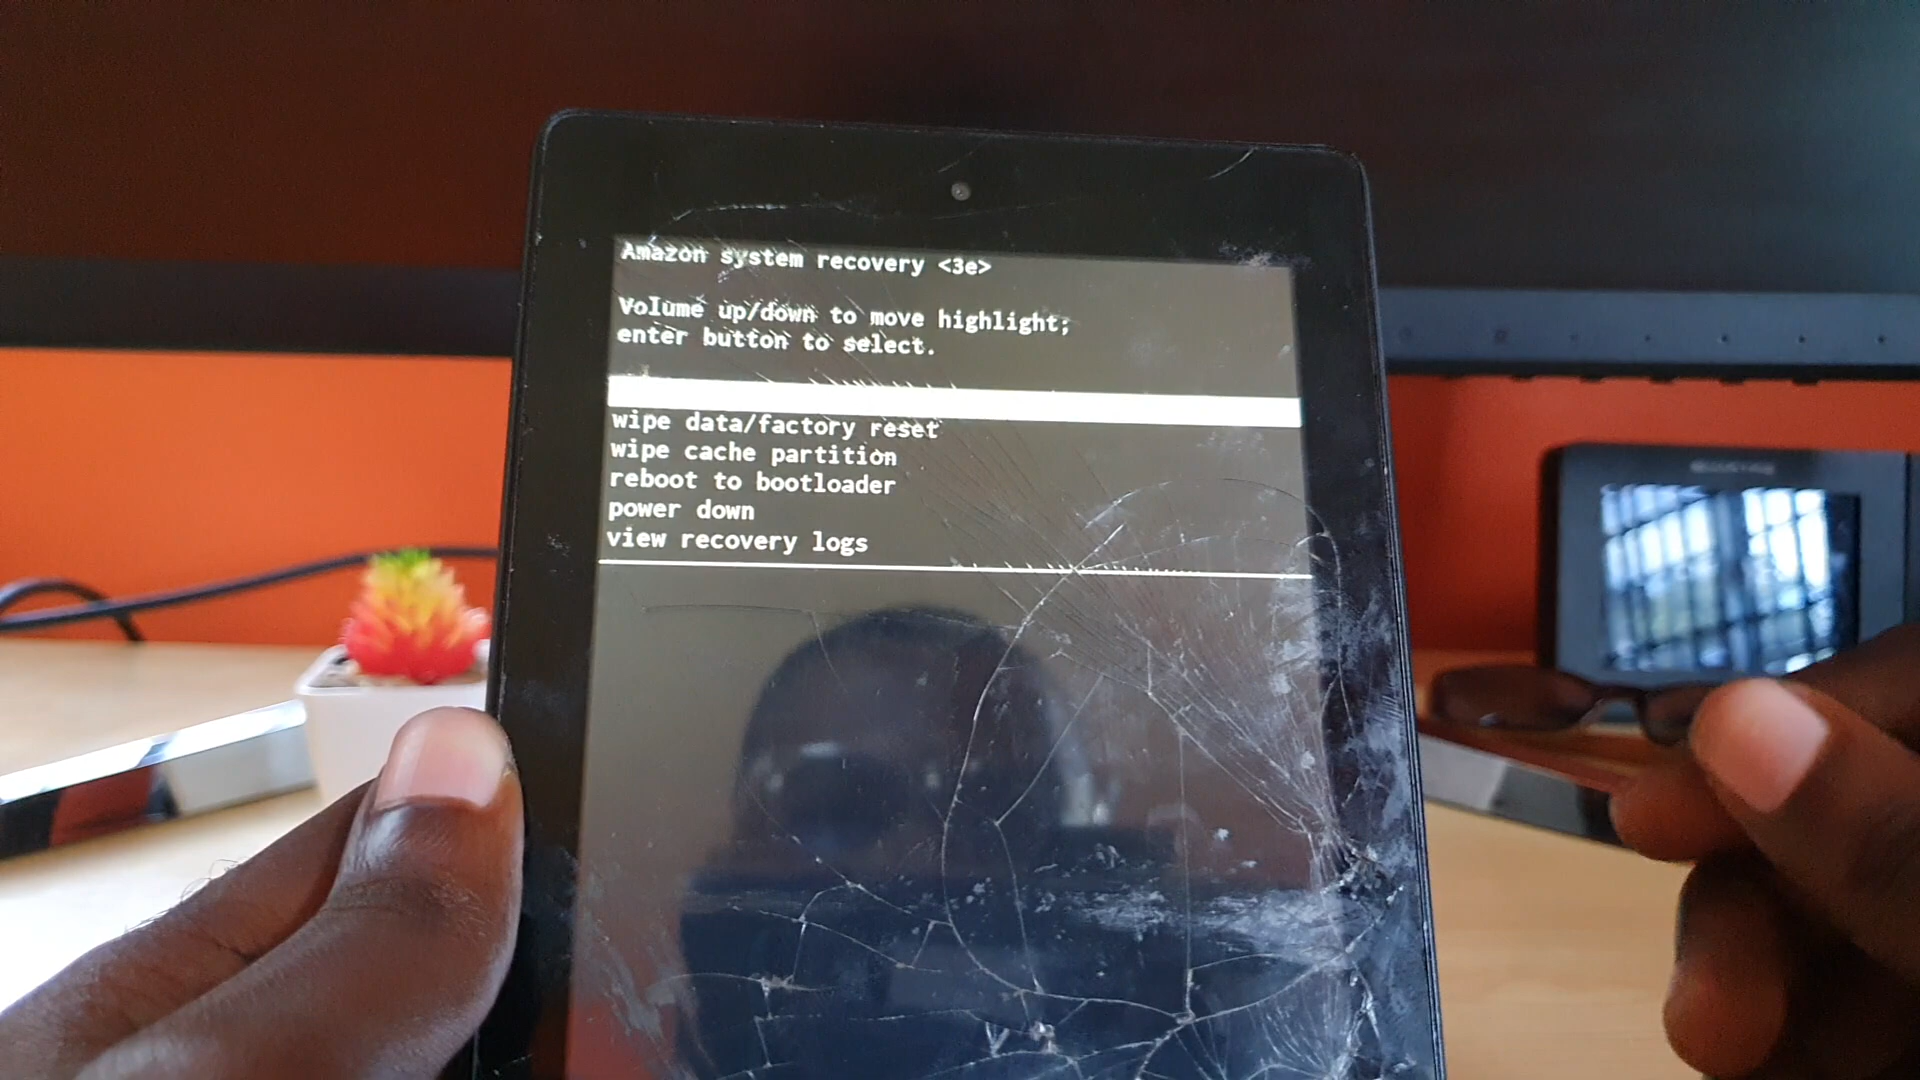 Amazon system recovery <3e>
Volume up/down to move highlight;
enter button to select.
wipe data/factory reset
wipe cache partition
reboot to bootloader
power down
view recovery logs